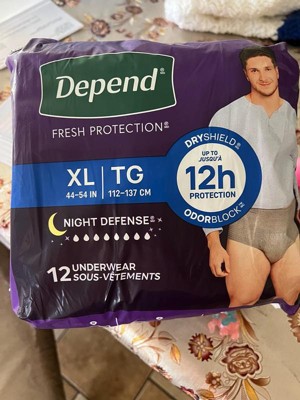 Depend®
FRESH PROTECTION
XL | TG
44-54 IN | 112-137 CM
DRYSHIELD
UP TO
JUSQU'À
12h
PROTECTION
ODORBLOCK
NIGHT DEFENSE
12 UNDERWEAR
SOUS-VÊTEMENTS